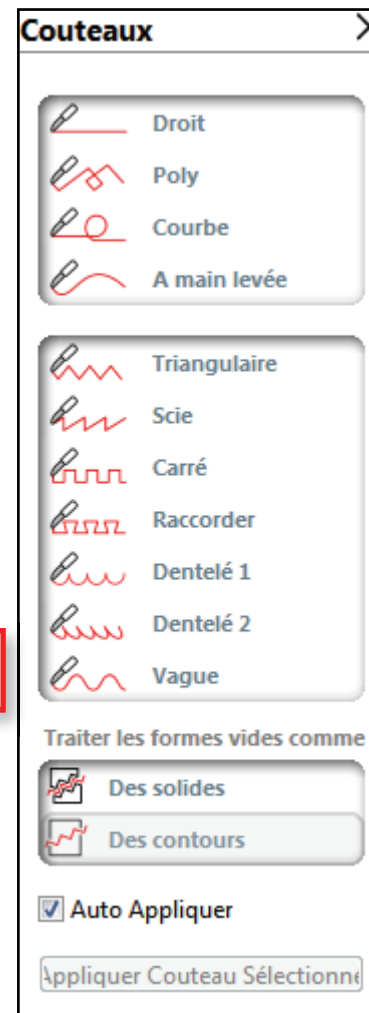 Couteaux
Droit
Poly
Courbe
A main levée
Triangulaire
Scie
Carré
Raccorder
Dentelé 1
Dentelé 2
Vague
Traiter les formes vides comme
Des solides
Des contours
Auto Appliquer
Appliquer Couteau Sélectionné